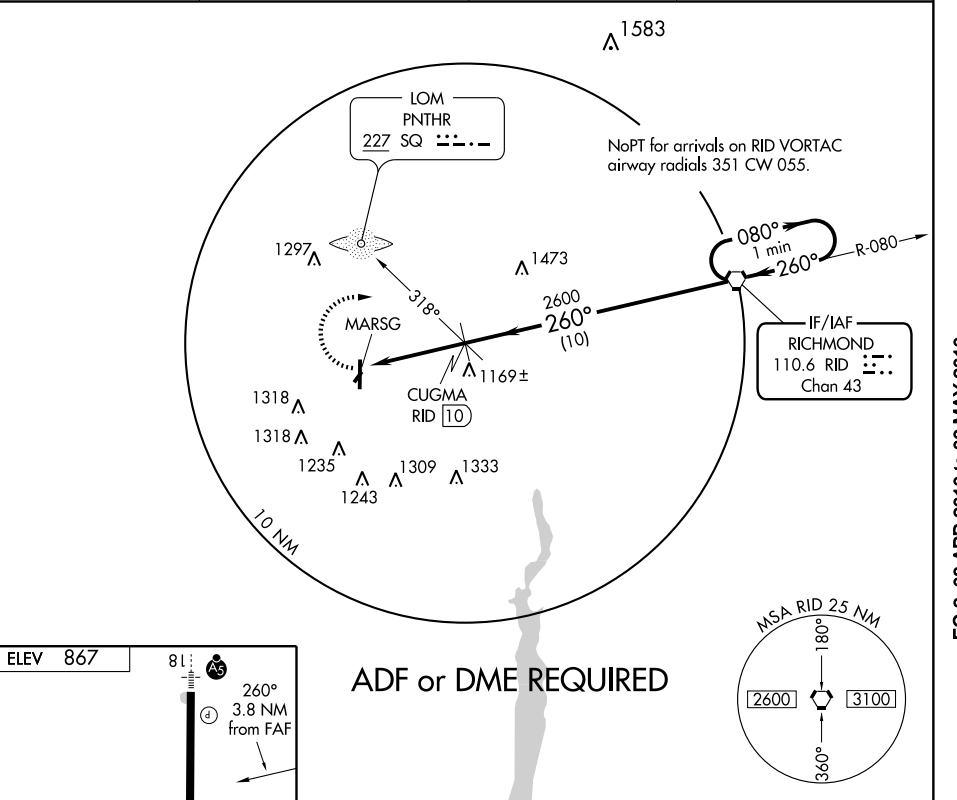 1583
LOM
PNTHR
227 SQ
NoPT for arrivals on RID VORTAC
airway radials 351 CW 055.
080°
1 min
260°
R-080
1297
1473
318°
2600
260°
(10)
MARSG
IF/IAF
RICHMOND
110.6 RID
Chan 43
1169±
CUGMA
RID 10
1318
1318
1235
1309
1333
1243
10 NM
MSA RID 25 NM
180°
2600
3100
360°
ELEV 867
18
A5
260°
3.8 NM
from FAF
P
ADF or DME REQUIRED